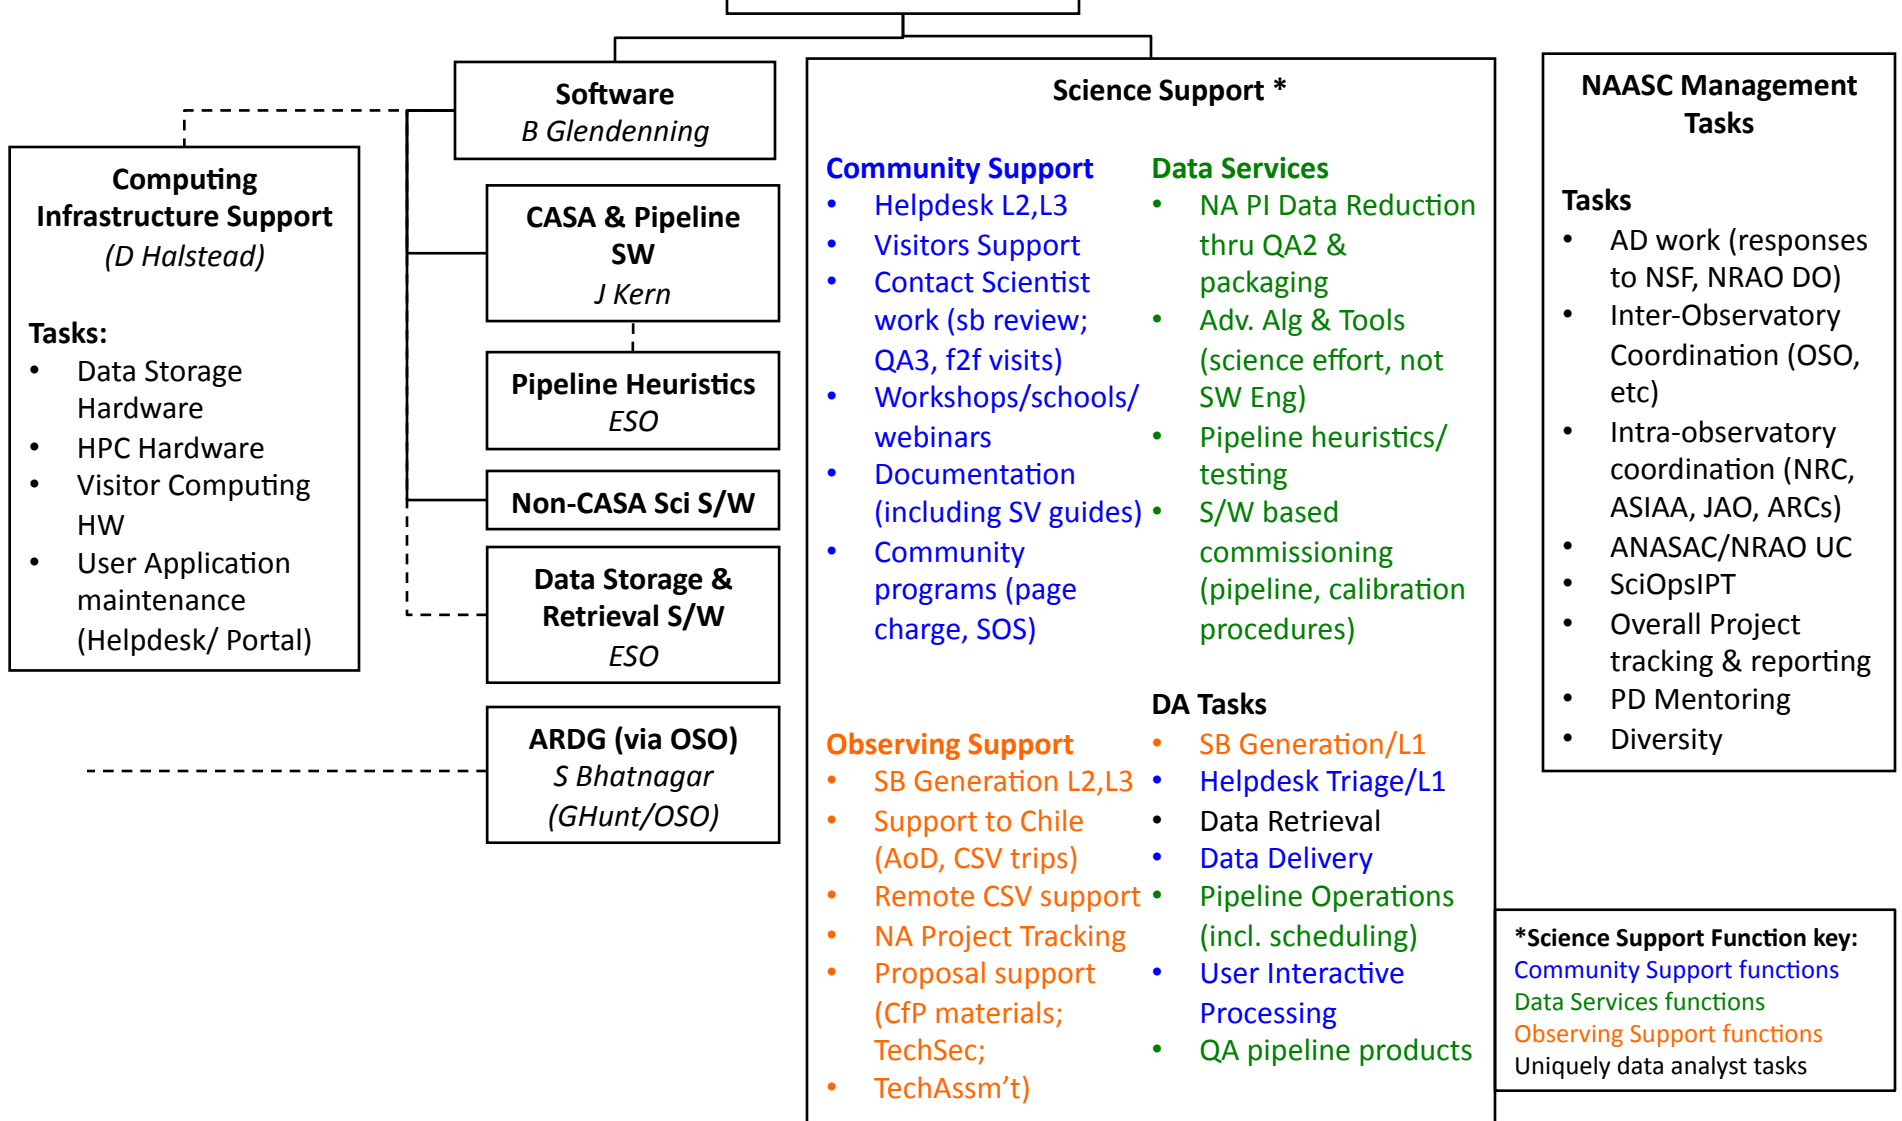 Software
B Glendenning
Computing
Infrastructure Support
(D Halstead)
Tasks:
• Data Storage
Hardware
• HPC Hardware
• Visitor Computing
HW
• User Application
maintenance
(Helpdesk/ Portal)
CASA & Pipeline
SW
J Kern
Pipeline Heuristics
ESO
Non-CASA Sci S/W
Data Storage &
Retrieval S/W
ESO
ARDG (via OSO)
S Bhatnagar
(GHunt/OSO)
Science Support *
Community Support
• Helpdesk L2,L3
• Visitors Support
• Contact Scientist
work (sb review;
QA3, f2f visits)
• Workshops/schools/
webinars
• Documentation
(including SV guides)
• Community
programs (page
charge, SOS)
Data Services
• NA PI Data Reduction
thru QA2 &
packaging
• Adv. Alg & Tools
(science effort, not
SW Eng)
• Pipeline heuristics/
testing
• S/W based
commissioning
(pipeline, calibration
procedures)
Observing Support
• SB Generation L2,L3
• Support to Chile
(AoD, CSV trips)
• Remote CSV support
• NA Project Tracking
• Proposal support
(CfP materials;
TechSec;
• TechAssm’t)
DA Tasks
• SB Generation/L1
• Helpdesk Triage/L1
• Data Retrieval
• Data Delivery
• Pipeline Operations
(incl. scheduling)
• User Interactive
Processing
• QA pipeline products
NAASC Management
Tasks
Tasks
• AD work (responses
to NSF, NRAO DO)
• Inter-Observatory
Coordination (OSO,
etc)
• Intra-observatory
coordination (NRC,
ASIAA, JAO, ARCs)
• ANASAC/NRAO UC
• SciOpsIPT
• Overall Project
tracking & reporting
• PD Mentoring
• Diversity
*Science Support Function key:
Community Support functions
Data Services functions
Observing Support functions
Uniquely data analyst tasks